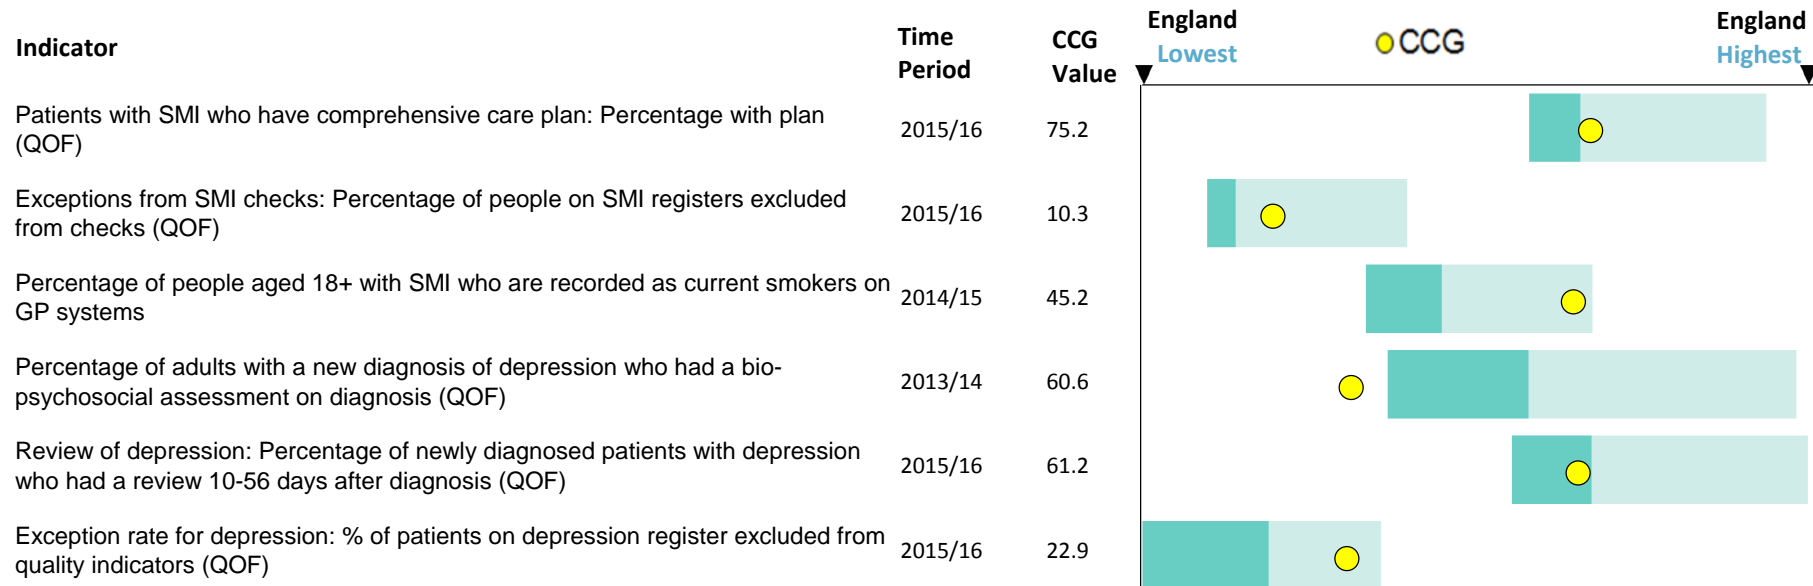 Indicator
Time
Period
CCG
Value
England
Lowest
CCG
England
Highest
Patients with SMI who have comprehensive care plan: Percentage with plan
(QOF)
2015/16
75.2
Exceptions from SMI checks: Percentage of people on SMI registers excluded
from checks (QOF)
2015/16
10.3
Percentage of people aged 18+ with SMI who are recorded as current smokers on
GP systems
2014/15
45.2
Percentage of adults with a new diagnosis of depression who had a bio-
psychosocial assessment on diagnosis (QOF)
2013/14
60.6
Review of depression: Percentage of newly diagnosed patients with depression
who had a review 10-56 days after diagnosis (QOF)
2015/16
61.2
Exception rate for depression: % of patients on depression register excluded from
quality indicators (QOF)
2015/16
22.9